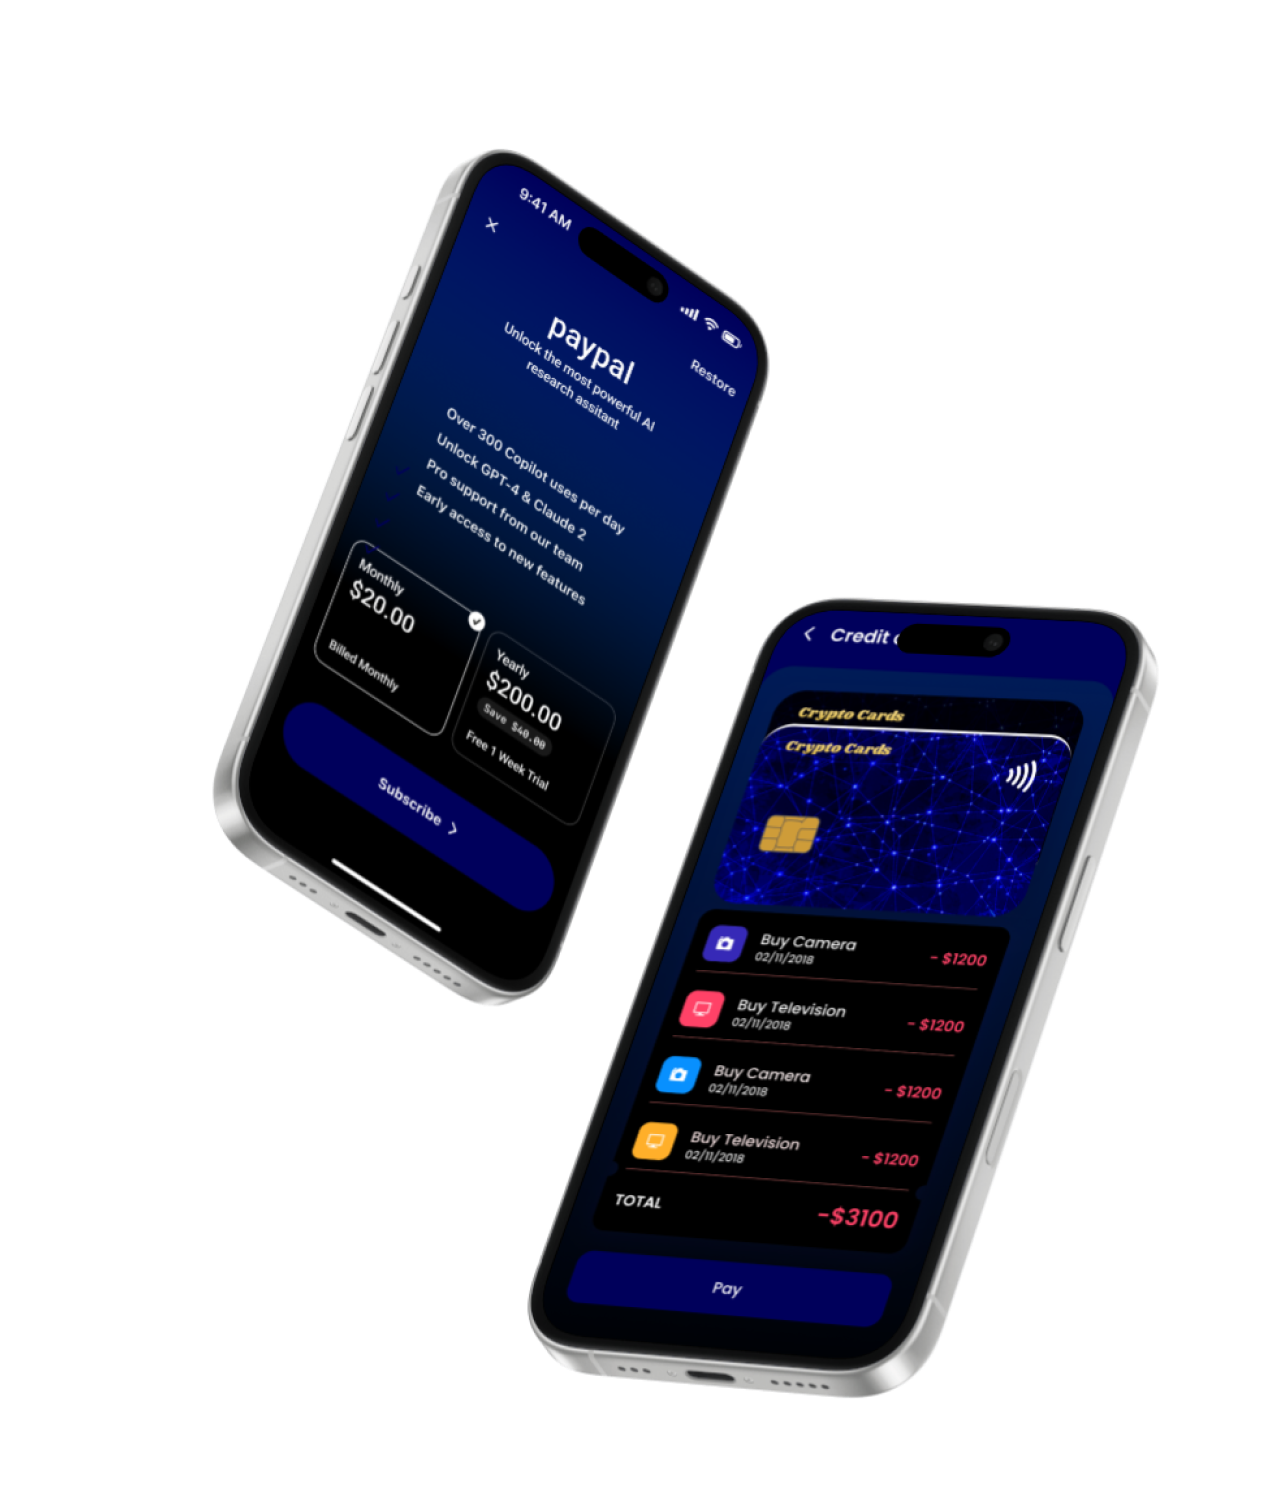 9:41 AM
Restore
paypal
Unlock the most powerful AI
research assitant
Over 300 Copilot uses per day
Unlock GPT-4 & Claude 2
Pro support from our team
Early access to new features
Monthly
$20.00
Billed Monthly
Yearly
$200.00
Save $40.00
Free 1 Week Trial
Subscribe
Credit
Crypto Cards
Crypto Cards
Buy Camera
02/11/2018
- $1200
Buy Television
02/11/2018
- $1200
Buy Camera
02/11/2018
- $1200
Buy Television
02/11/2018
- $1200
TOTAL
-$3100
Pay